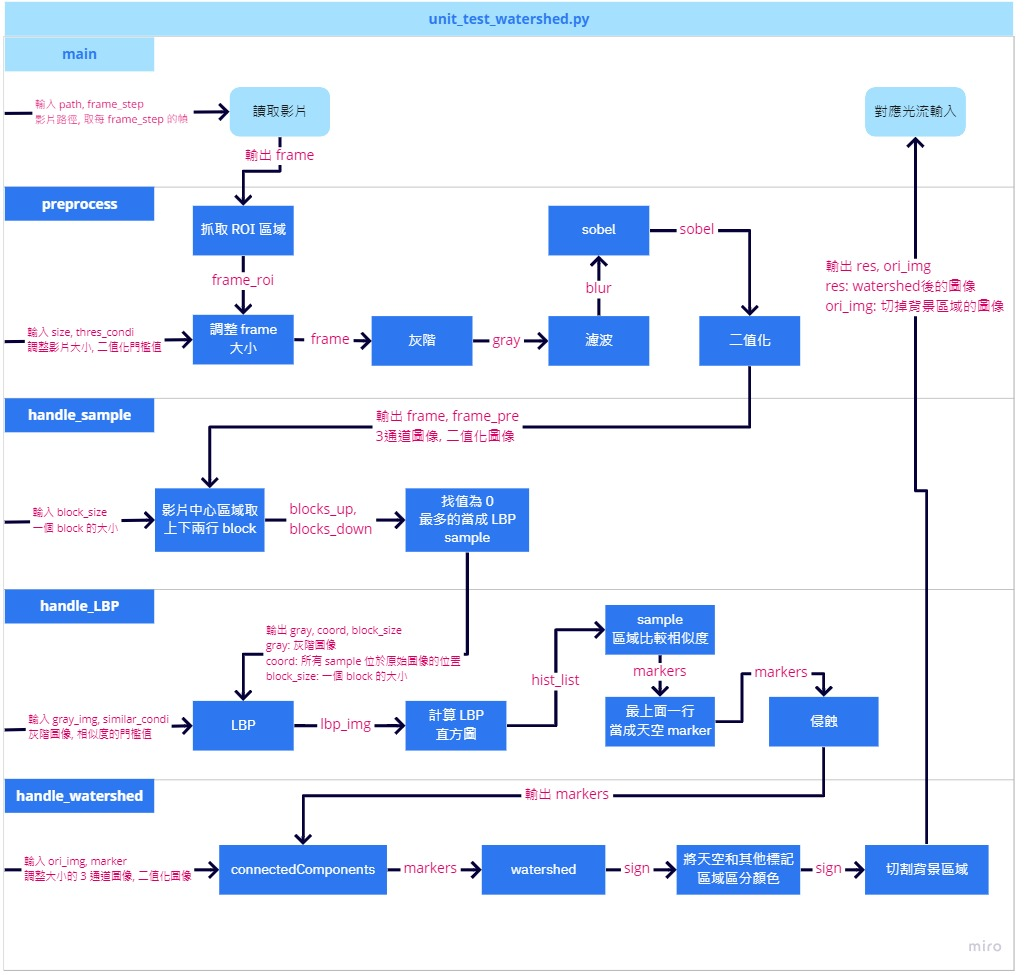 unit_test_watershed.py
main
輸入 path, frame_step
影片路徑, 取每 frame_step 的幀
讀取影片
對應光流輸入
輸出 frame
preprocess
抓取 ROI 區域
sobel
sobel
frame_roi
blur
輸出 res, ori_img
res: watershed後的圖像
ori_img: 切掉背景區域的圖像
輸入 size, thres_condi
調整影片大小, 二值化門檻值
調整 frame
大小
frame
灰階
gray
濾波
二值化
handle_sample
輸出 frame, frame_pre
3通道圖像, 二值化圖像
輸入 block_size
一個 block 的大小
影片中心區域取
上下兩行 block
blocks_up,
blocks_down
找值為 0
最多的當成 LBP
sample
handle_LBP
輸出 gray, coord, block_size
gray: 灰階圖像
coord: 所有 sample 位於原始圖像的位置
block_size: 一個 block 的大小
sample
區域比較相似度
hist_list
markers
markers
輸入 gray_img, similar_condi
灰階圖像, 相似度的門檻值
LBP
lbp_img
計算 LBP
直方圖
最上面一行
當成天空 marker
侵蝕
handle_watershed
輸出 markers
輸入 ori_img, marker
調整大小的 3 通道圖像, 二值化圖像
connectedComponents
markers
watershed
sign
將天空和其他標記
區域區分顏色
sign
切割背景區域
miro